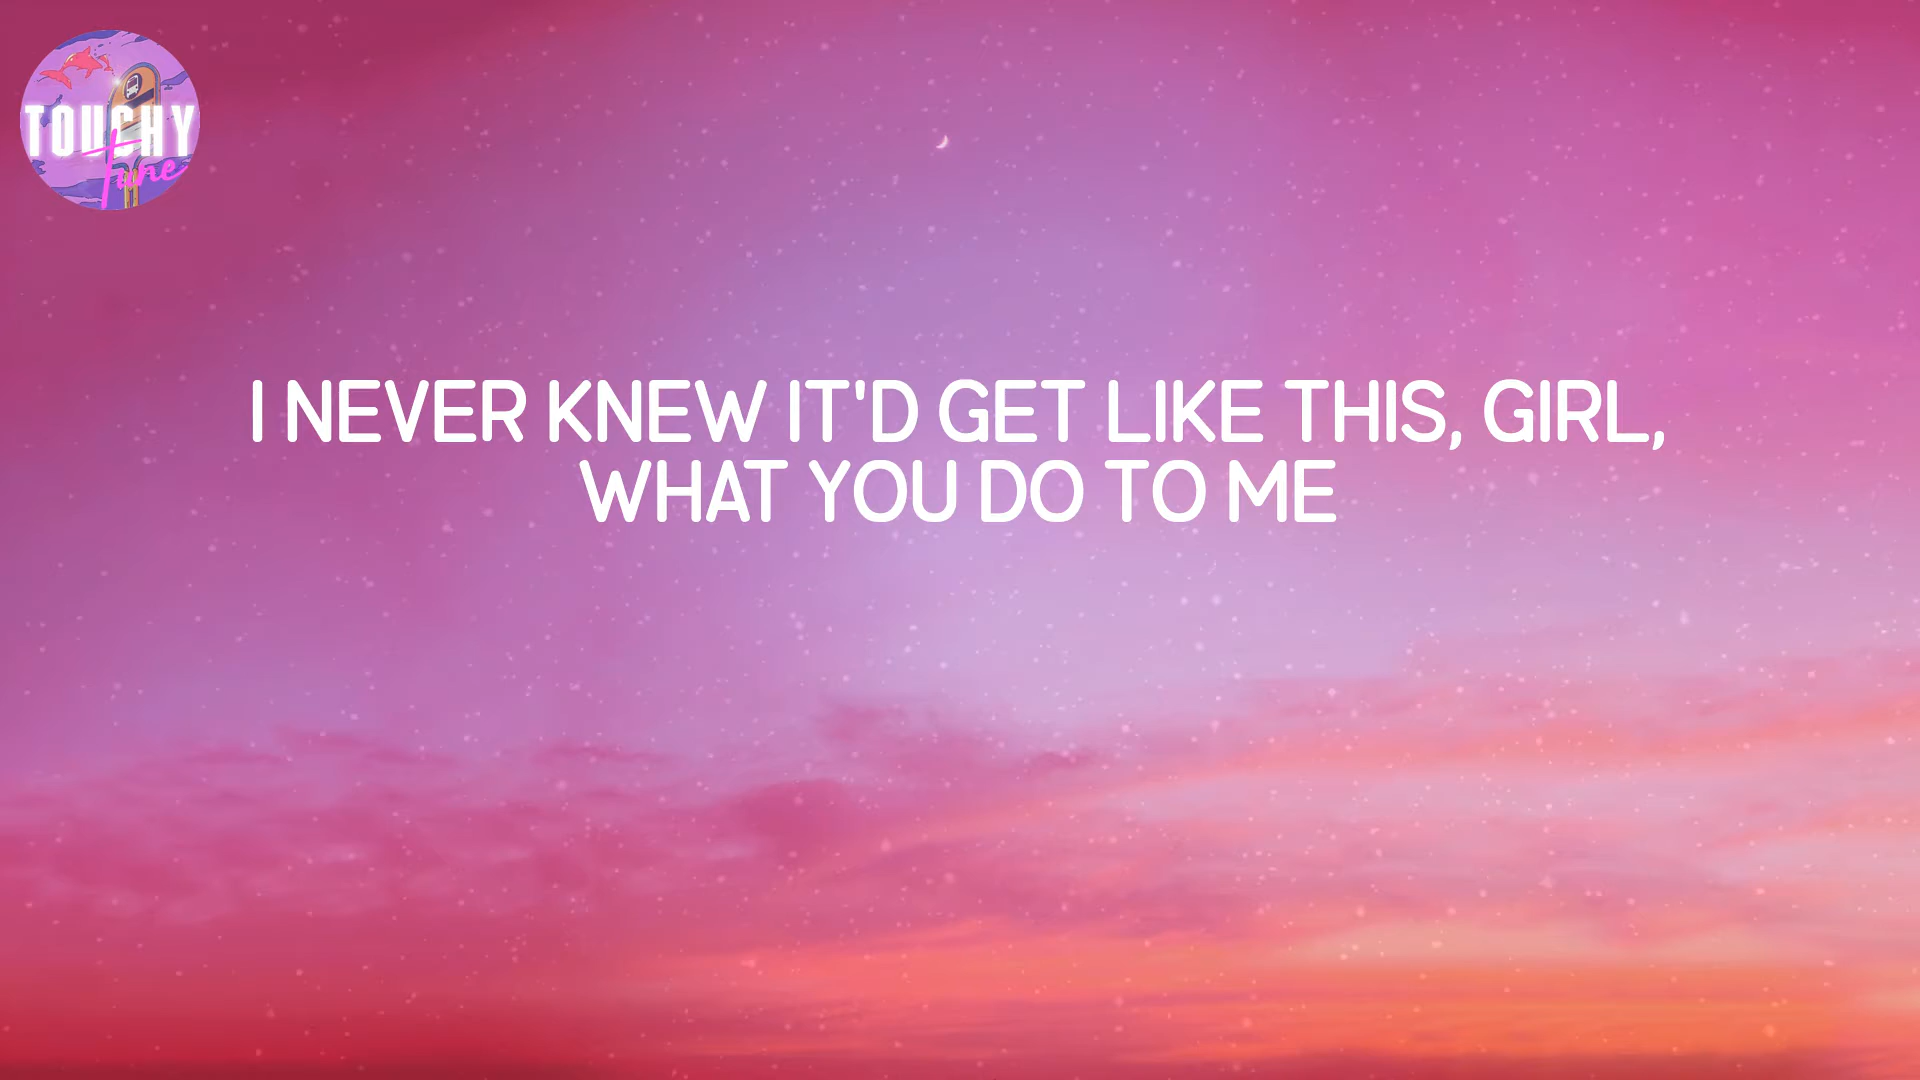 TOUCHY
Tune
I NEVER KNEW IT'D GET LIKE THIS, GIRL,
WHAT YOU DO TO ME